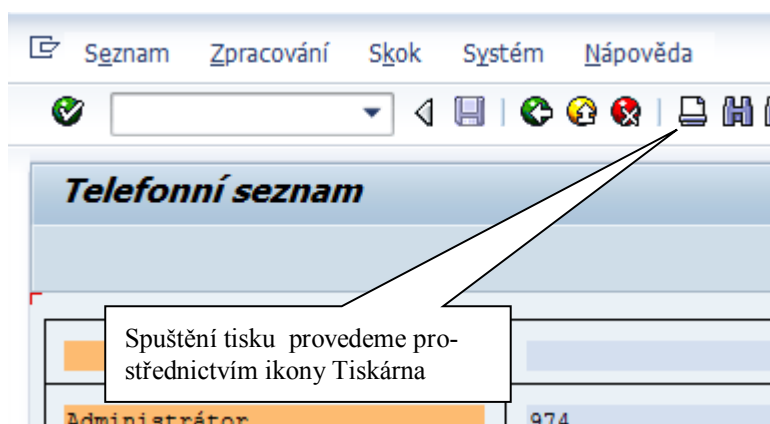 Seznam Zpracování Skok Systém Nápověda
Telefonní seznam
Spuštění tisku provedeme pro-
střednictvím ikony Tiskárna
Administrátor 974